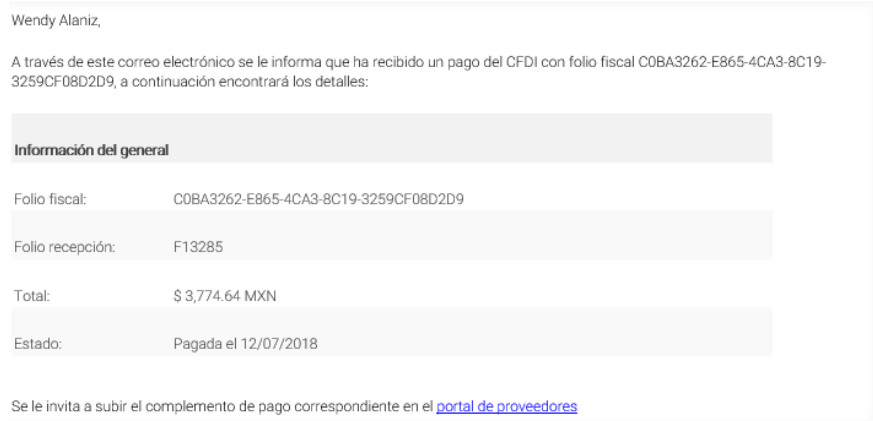 Wendy Alaniz,
A través de este correo electrónico se le informa que ha recibido un pago del CFDI con folio fiscal C0BA3262-E865-4CA3-8C19-
3259CF08D2D9, a continuación encontrará los detalles:
Información del general
Folio fiscal: C0BA3262-E865-4CA3-8C19-3259CF08D2D9
Folio recepción: F13285
Total: $ 3,774.64 MXN
Estado: Pagada el 12/07/2018
Se le invita a subir el complemento de pago correspondiente en el portal de proveedores